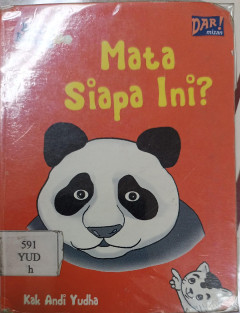 DAR!
mizan
Mata
Siapa Ini?
591
YUD
h
Kak Andi Yudha